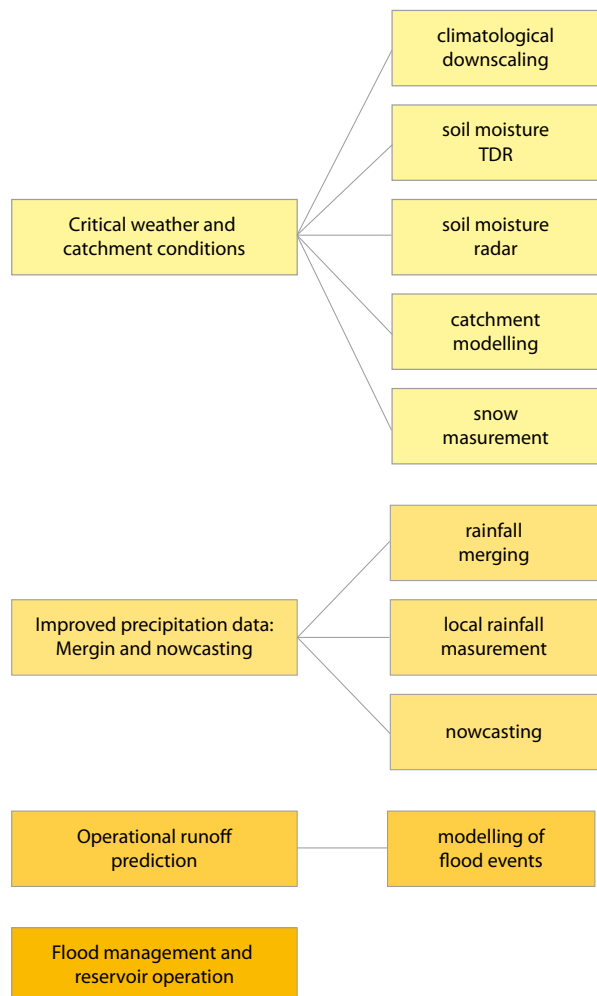 climatological
downscaling
soil moisture
TDR
Critical weather and
catchment conditions
soil moisture
radar
catchment
modelling
snow
masurement
rainfall
merging
Improved precipitation data:
Mergin and nowcasting
local rainfall
masurement
nowcasting
Operational runoff
prediction
modelling of
flood events
Flood management and
reservoir operation